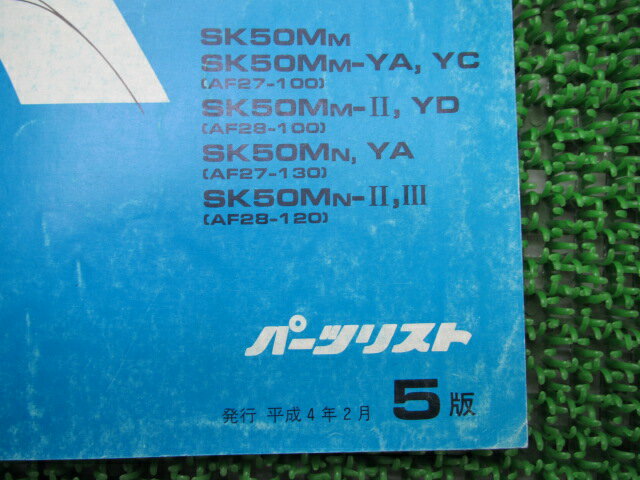 SK50MM
SK50MM-YA, YC
(AF27-100)
SK50MM-II, YD
(AF28-100)
SK50MN, YA
(AF27-130)
SK50MN-II,III
(AF28-120)
パーツリスト
発行 平成4年2月 5版